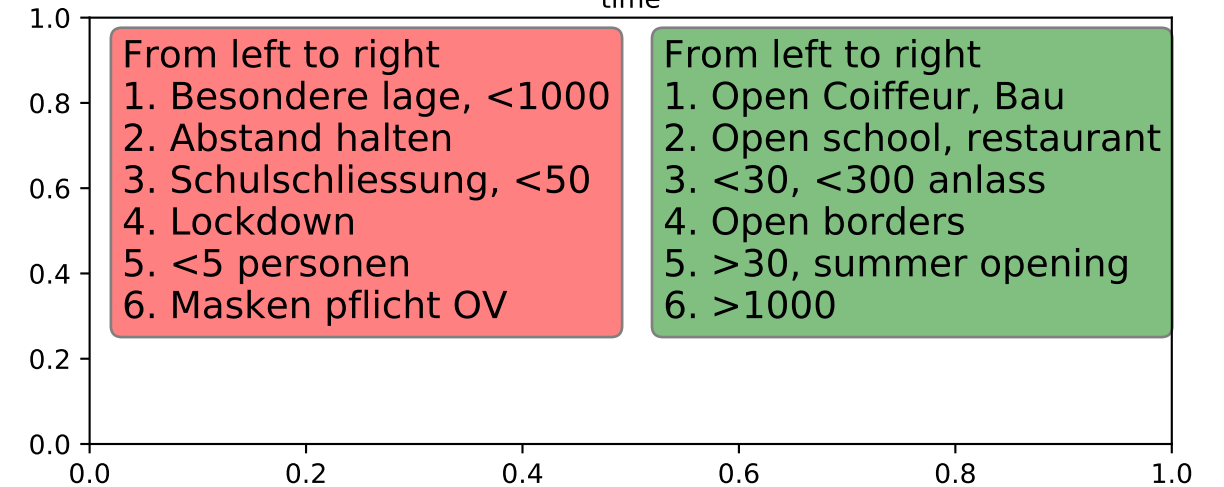 time
1.0
From left to right
1. Besondere lage, <1000
2. Abstand halten
3. Schulschliessung, <50
4. Lockdown
5. <5 personen
6. Masken pflicht OV
From left to right
1. Open Coiffeur, Bau
2. Open school, restaurant
3. <30, <300 anlass
4. Open borders
5. >30, summer opening
6. >1000
0.8
0.6
0.4
0.2
0.0
0.0 0.2 0.4 0.6 0.8 1.0